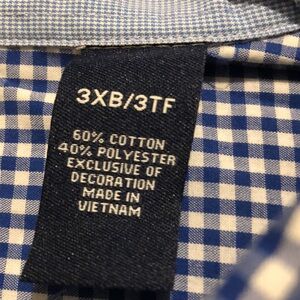 3XB/3TF
60% COTTON
40% POLYESTER
EXCLUSIVE OF
DECORATION
MADE IN
VIETNAM